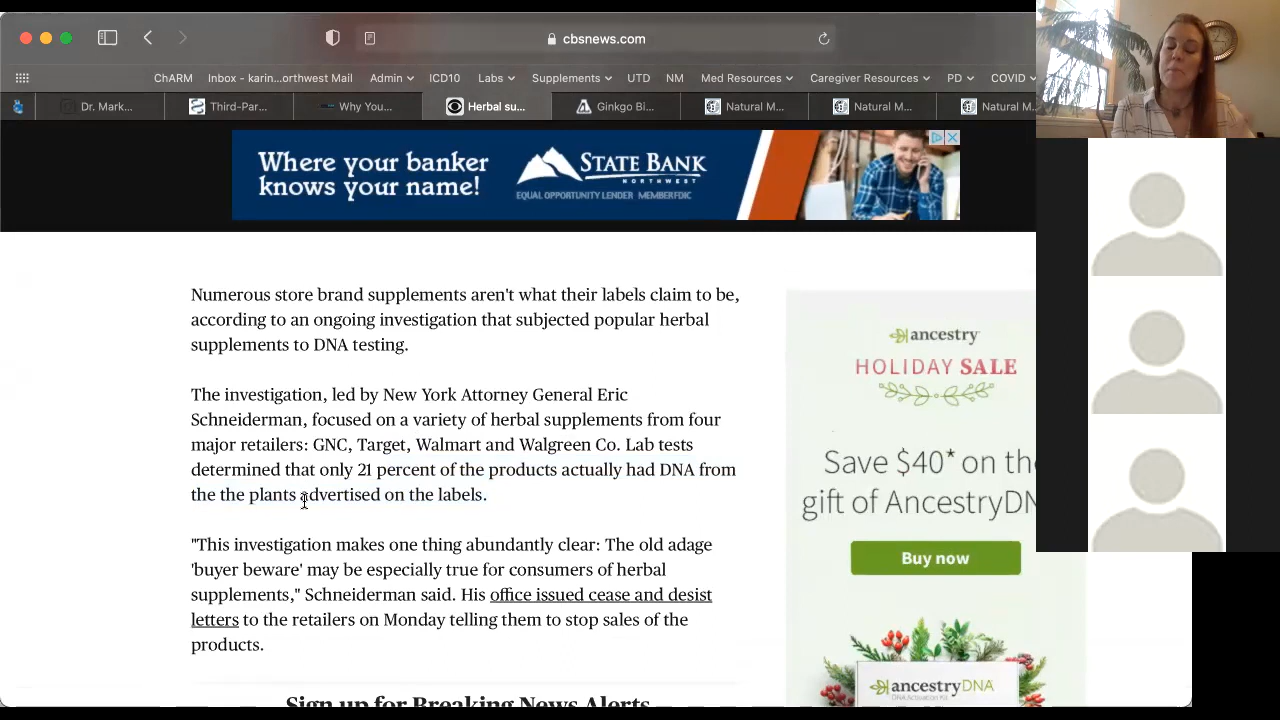 cbsnews.com
ChARM Inbox - karin...orthwest Mail Admin ICD10 Labs Supplements UTD NM Med Resources Caregiver Resources PD COVID
Dr. Mark... Third-Par... Why You... Herbal su... Ginkgo Bi... Natural M... Natural M... Natural M...
Where your banker
knows your name!
STATE BANK
NORTHWEST
EQUAL OPPORTUNITY LENDER MEMBERFDIC
Numerous store brand supplements aren't what their labels claim to be,
according to an ongoing investigation that subjected popular herbal
supplements to DNA testing.
The investigation, led by New York Attorney General Eric
Schneiderman, focused on a variety of herbal supplements from four
major retailers: GNC, Target, Walmart and Walgreen Co. Lab tests
determined that only 21 percent of the products actually had DNA from
the the plants advertised on the labels.
"This investigation makes one thing abundantly clear: The old adage
'buyer beware' may be especially true for consumers of herbal
supplements," Schneiderman said. His office issued cease and desist
letters to the retailers on Monday telling them to stop sales of the
products.
Sign up for Breaking News Alerts
ancestry
HOLIDAY SALE
Save $40* on the
gift of AncestryDN
Buy now
ancestryDNA
DNA Activation Kit